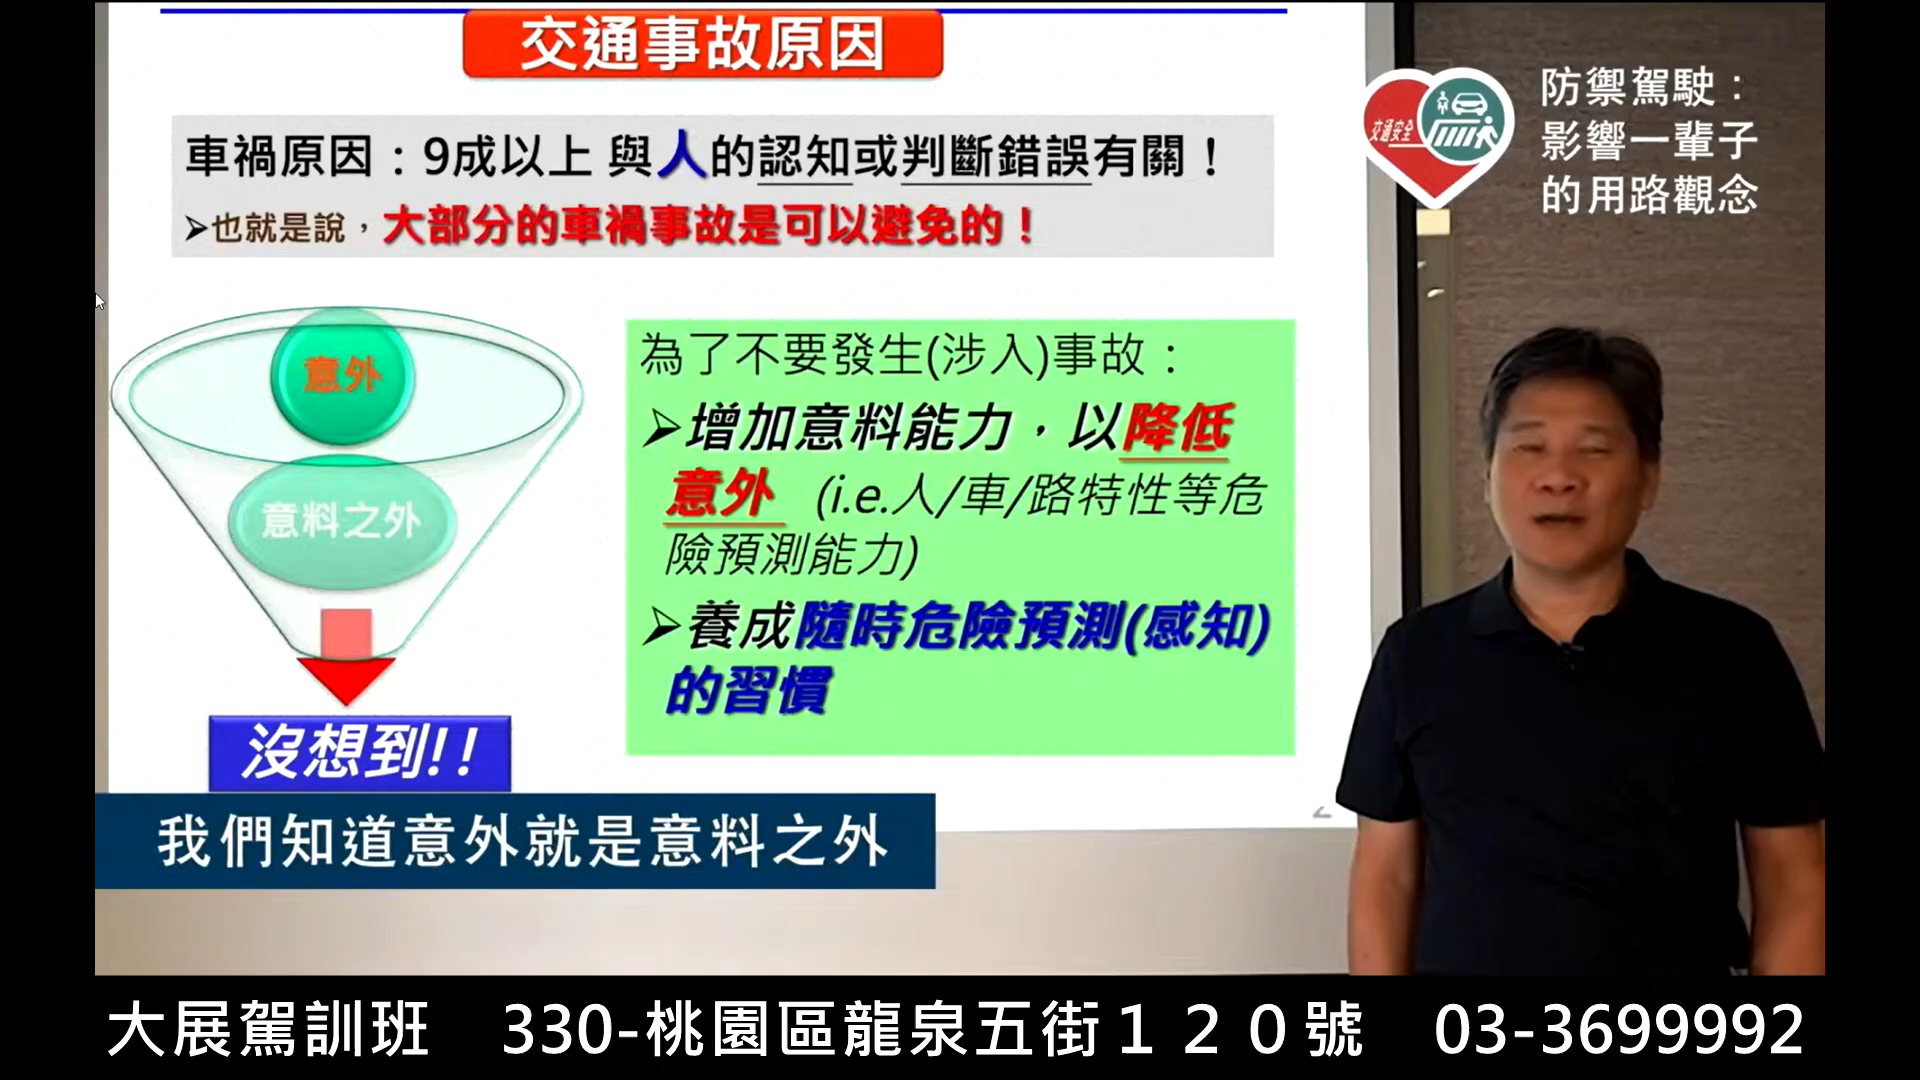 交通事故原因
車禍原因：9成以上 與人的認知或判斷錯誤有關！
➢也就是說，大部分的車禍事故是可以避免的！
意外
意料之外
沒想到!!
為了不要發生(涉入)事故：
➢增加意料能力，以降低
意外 (i.e.人/車/路特性等危
險預測能力)
➢養成隨時危險預測(感知)
的習慣
交通安全
防禦駕駛：
影響一輩子
的用路觀念
我們知道意外就是意料之外
大展駕訓班 330-桃園區龍泉五街１２０號 03-3699992